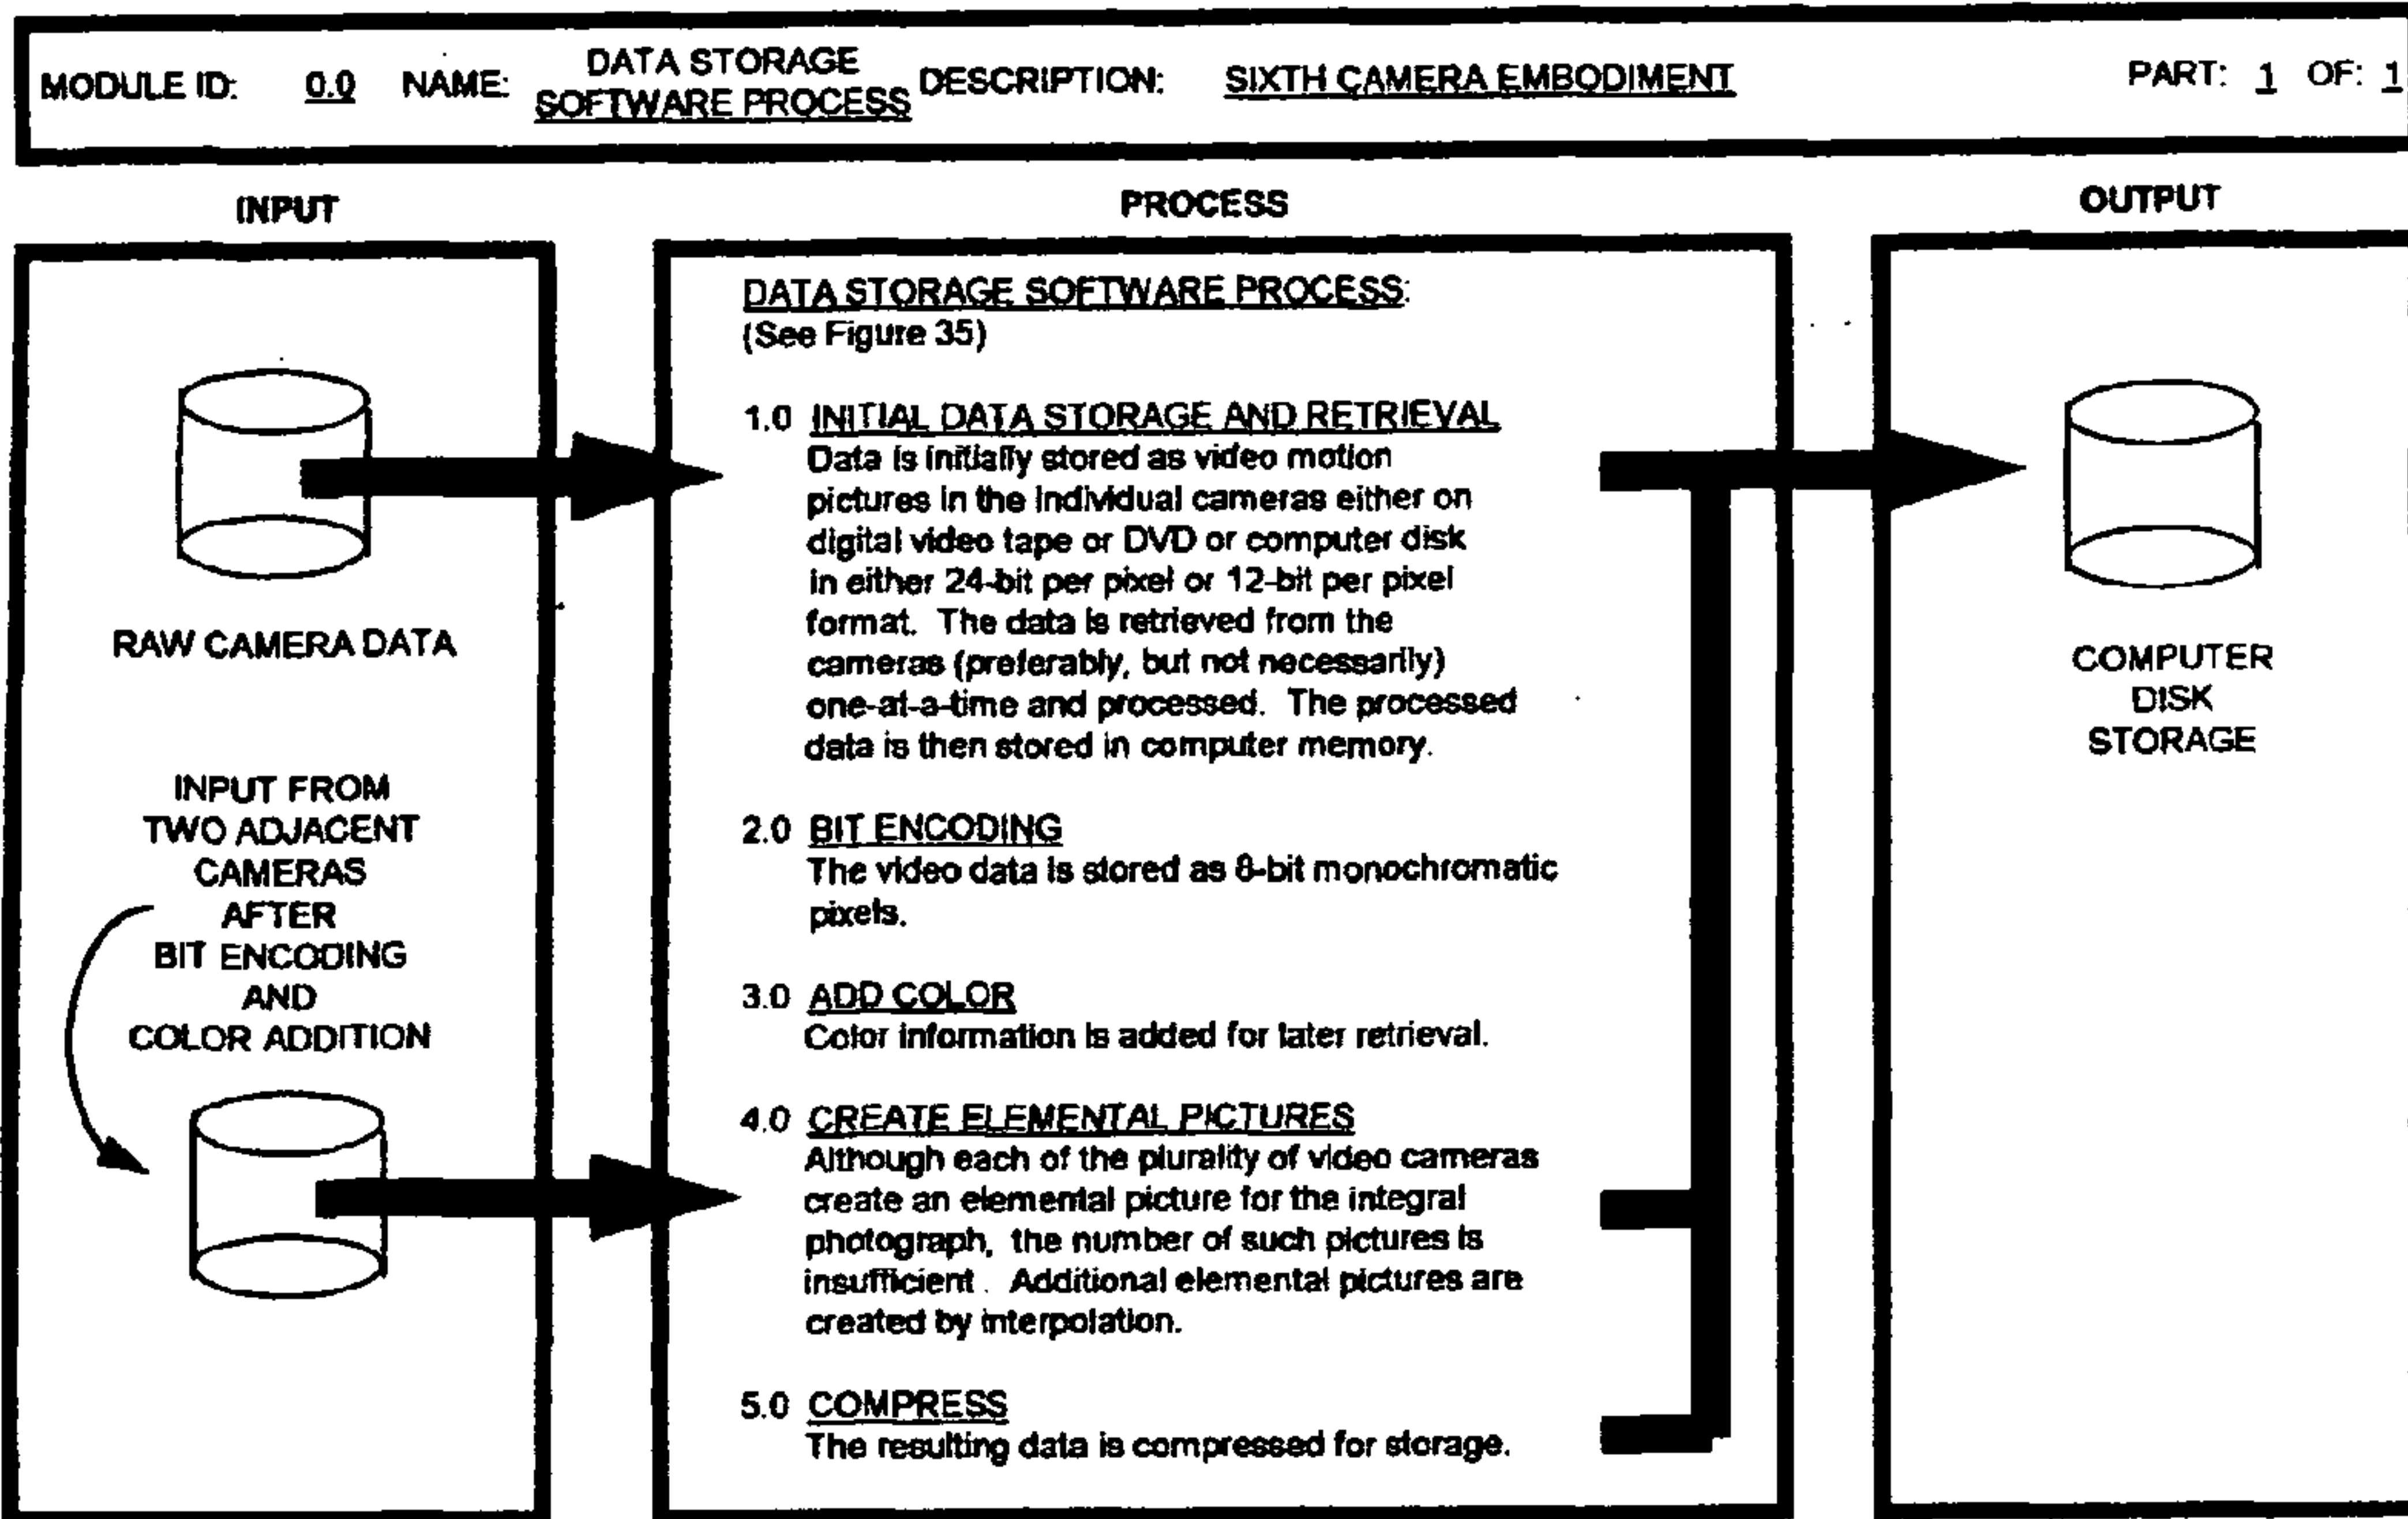 MODULE ID: 0.0 NAME: DATA STORAGE SOFTWARE PROCESS DESCRIPTION: SIXTH CAMERA EMBODIMENT PART: 1 OF: 1
INPUT
PROCESS
OUTPUT
RAW CAMERA DATA
INPUT FROM
TWO ADJACENT
CAMERAS
AFTER
BIT ENCODING
AND
COLOR ADDITION
DATA STORAGE SOFTWARE PROCESS:
(See Figure 35)
1.0 INITIAL DATA STORAGE AND RETRIEVAL
Data is initially stored as video motion
pictures in the individual cameras either on
digital video tape or DVD or computer disk
in either 24-bit per pixel or 12-bit per pixel
format. The data is retrieved from the
cameras (preferably, but not necessarily)
one-at-a-time and processed. The processed
data is then stored in computer memory.
2.0 BIT ENCODING
The video data is stored as 8-bit monochromatic
pixels.
3.0 ADD COLOR
Color information is added for later retrieval.
4.0 CREATE ELEMENTAL PICTURES
Although each of the plurality of video cameras
create an elemental picture for the integral
photograph, the number of such pictures is
insufficient. Additional elemental pictures are
created by interpolation.
5.0 COMPRESS
The resulting data is compressed for storage.
COMPUTER
DISK
STORAGE